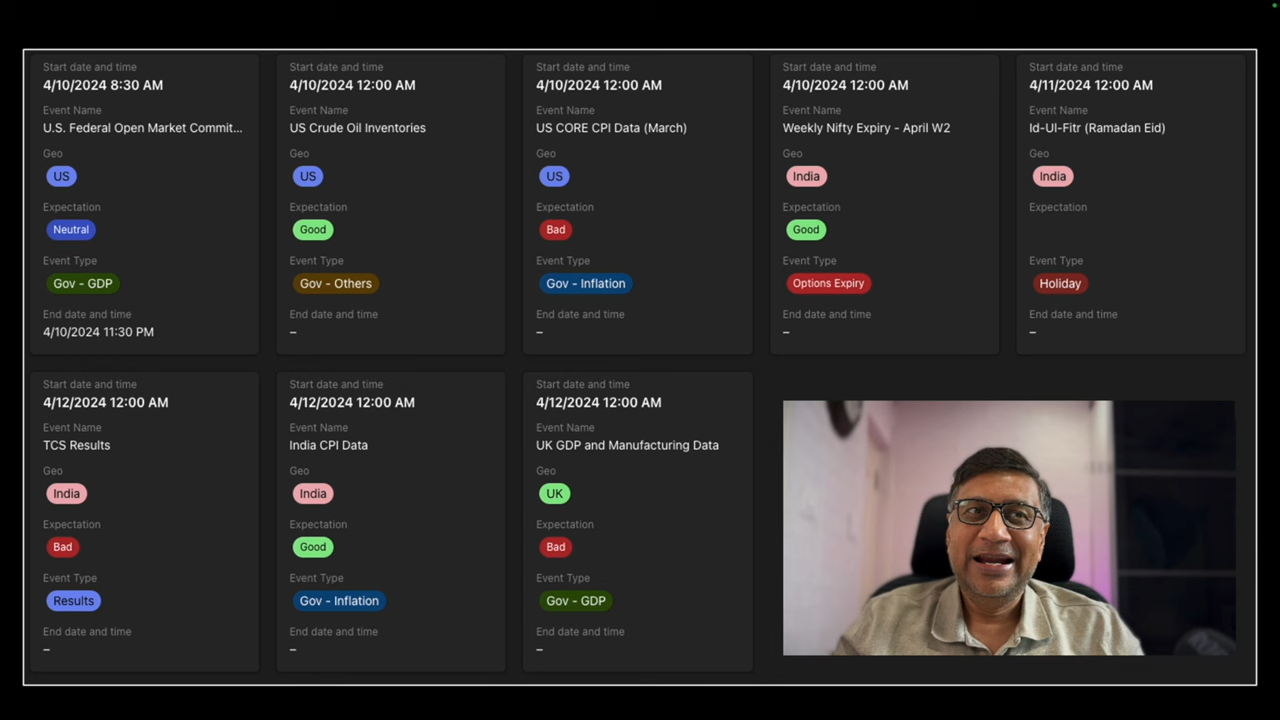 Start date and time
4/10/2024 8:30 AM
Event Name
U.S. Federal Open Market Commit...
Geo
US
Expectation
Neutral
Event Type
Gov - GDP
End date and time
4/10/2024 11:30 PM
Start date and time
4/10/2024 12:00 AM
Event Name
US Crude Oil Inventories
Geo
US
Expectation
Good
Event Type
Gov - Others
End date and time
–
Start date and time
4/10/2024 12:00 AM
Event Name
US CORE CPI Data (March)
Geo
US
Expectation
Bad
Event Type
Gov - Inflation
End date and time
–
Start date and time
4/10/2024 12:00 AM
Event Name
Weekly Nifty Expiry - April W2
Geo
India
Expectation
Good
Event Type
Options Expiry
End date and time
–
Start date and time
4/11/2024 12:00 AM
Event Name
Id-Ul-Fitr (Ramadan Eid)
Geo
India
Expectation
Event Type
Holiday
End date and time
–
Start date and time
4/12/2024 12:00 AM
Event Name
TCS Results
Geo
India
Expectation
Bad
Event Type
Results
End date and time
–
Start date and time
4/12/2024 12:00 AM
Event Name
India CPI Data
Geo
India
Expectation
Good
Event Type
Gov - Inflation
End date and time
–
Start date and time
4/12/2024 12:00 AM
Event Name
UK GDP and Manufacturing Data
Geo
UK
Expectation
Bad
Event Type
Gov - GDP
End date and time
–